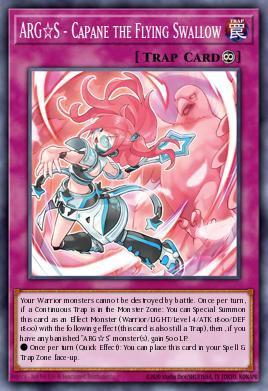 ARG☆S - Capane the Flying Swallow
TRAP
罠
[Trap Card]
Your Warrior monsters cannot be destroyed by battle. Once per turn,
if a Continuous Trap is in the Monster Zone: You can Special Summon
this card as an Effect Monster (Warrior/LIGHT/Level 4/ATK 1800/DEF
1800) with the following effect (this card is also still a Trap), then, if you
have any banished "ARG☆S" monster(s), gain 500 LP.
● Once per turn (Quick Effect): You can place this card in your Spell &
Trap Zone face-up.